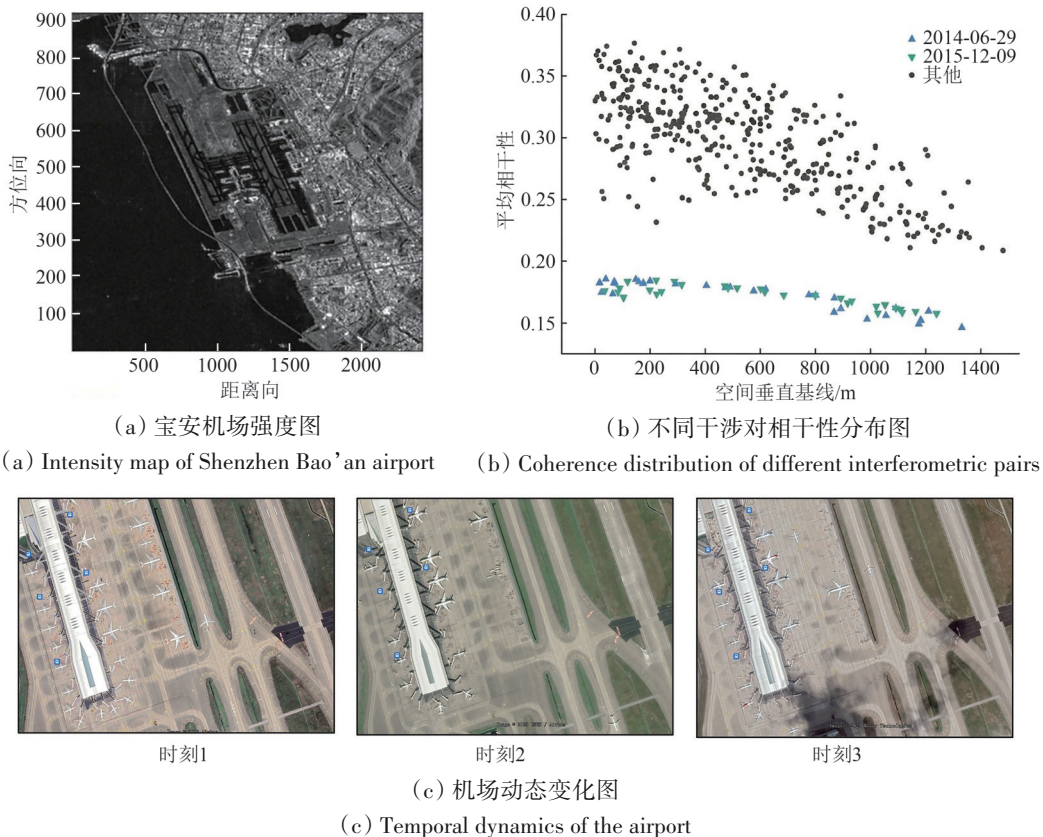 900
800
700
600
500
400
300
200
100
方位向
500 1000 1500 2000
距离向
(a) 宝安机场强度图
(a) Intensity map of Shenzhen Bao'an airport
0.40
0.35
0.30
0.25
0.20
0.15
平均相干性
2014-06-29
2015-12-09
其他
0 200 400 600 800 1000 1200 1400
空间垂直基线/m
(b) 不同干涉对相干性分布图
(b) Coherence distribution of different interferometric pairs
时刻1 时刻2 时刻3
(c) 机场动态变化图
(c) Temporal dynamics of the airport